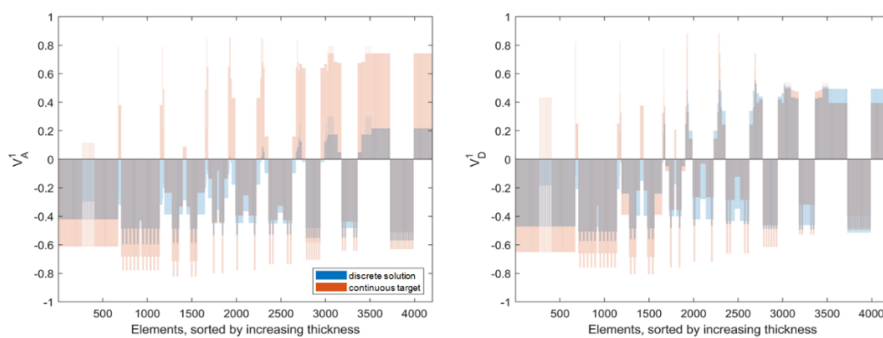 1
0.8
0.6
0.4
0.2
0
-0.2
-0.4
-0.6
-0.8
-1
V_A^1
discrete solution
continuous target
500 1000 1500 2000 2500 3000 3500 4000
Elements, sorted by increasing thickness
1
0.8
0.6
0.4
0.2
0
-0.2
-0.4
-0.6
-0.8
-1
V_D^1
500 1000 1500 2000 2500 3000 3500 4000
Elements, sorted by increasing thickness